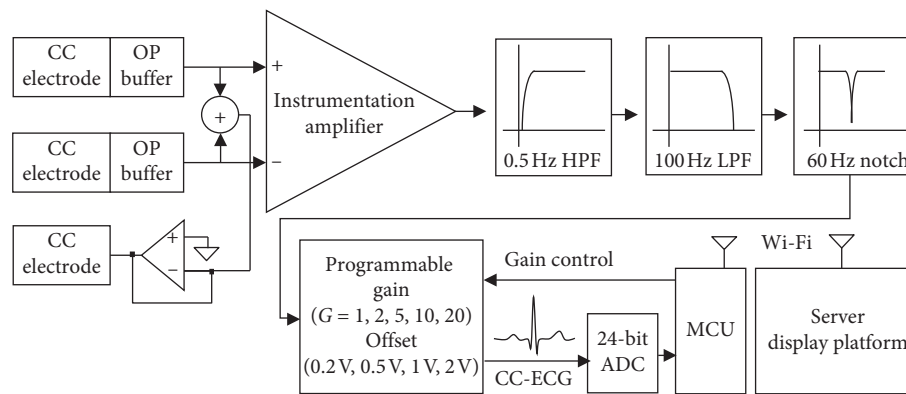 CC
electrode
OP
buffer
+
−
+
Instrumentation
amplifier
CC
electrode
OP
buffer
0.5 Hz HPF
100 Hz LPF
60 Hz notch
CC
electrode
+
−
Programmable
gain
(G = 1, 2, 5, 10, 20)
Offset
(0.2 V, 0.5 V, 1 V, 2 V)
Gain control
CC-ECG
24-bit
ADC
MCU
Wi-Fi
Server
display platform